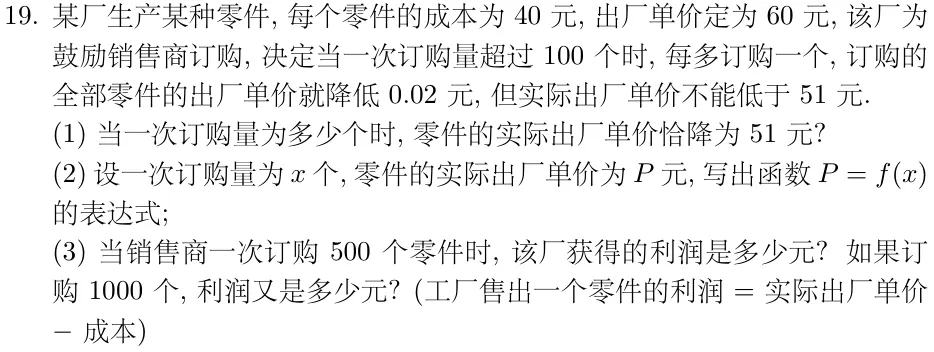 19. 某厂生产某种零件, 每个零件的成本为 40 元, 出厂单价定为 60 元, 该厂为
鼓励销售商订购, 决定当一次订购量超过 100 个时, 每多订购一个, 订购的
全部零件的出厂单价就降低 0.02 元, 但实际出厂单价不能低于 51 元.
(1) 当一次订购量为多少个时, 零件的实际出厂单价恰降为 51 元?
(2) 设一次订购量为 x 个, 零件的实际出厂单价为 P 元, 写出函数 P = f(x)
的表达式;
(3) 当销售商一次订购 500 个零件时, 该厂获得的利润是多少元? 如果订
购 1000 个, 利润又是多少元? (工厂售出一个零件的利润 = 实际出厂单价
− 成本)